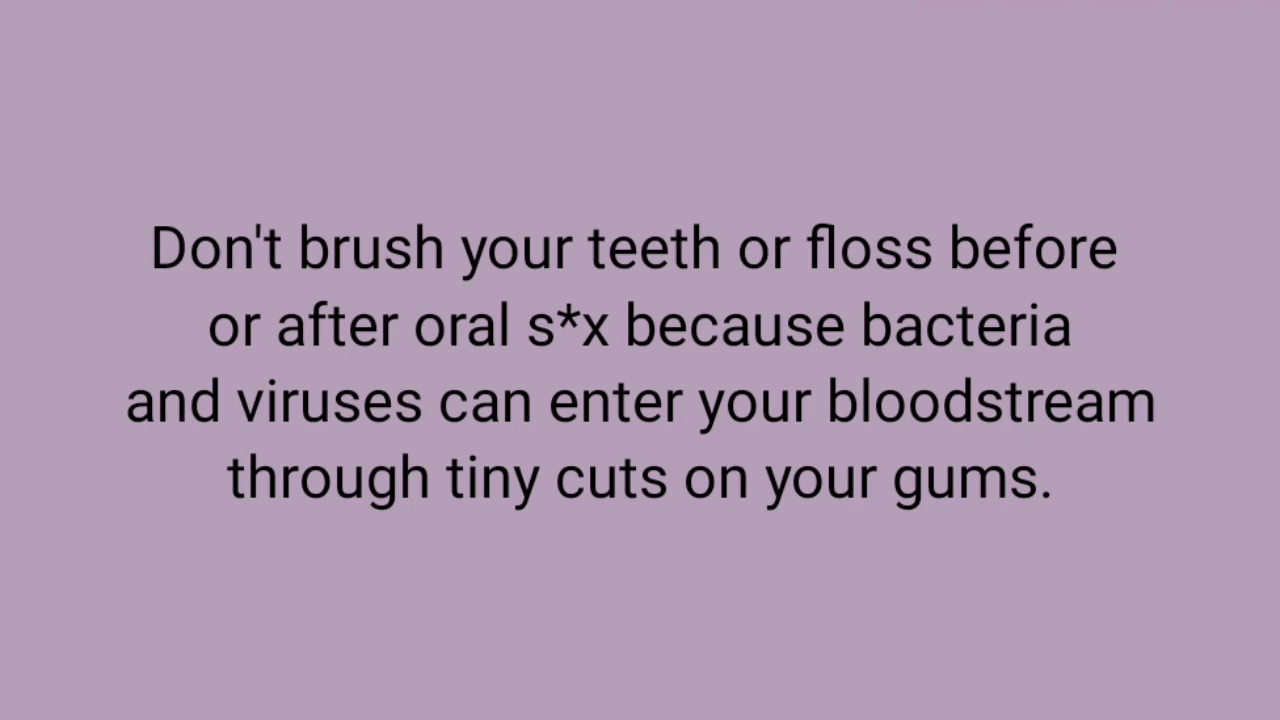 Don't brush your teeth or floss before
or after oral s*x because bacteria
and viruses can enter your bloodstream
through tiny cuts on your gums.